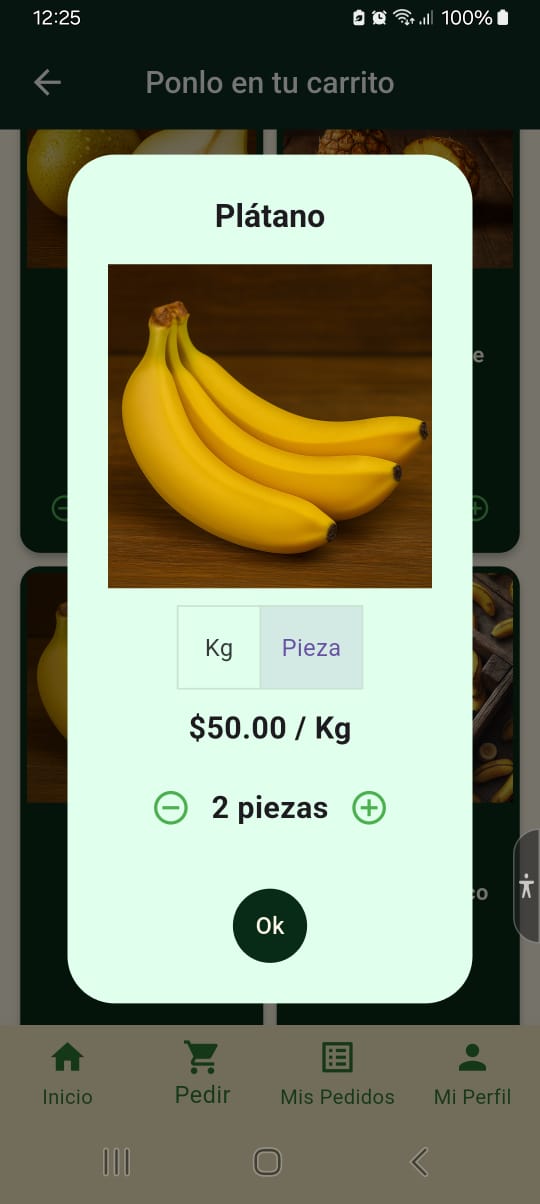 12:25
100%
Ponlo en tu carrito
Plátano
e
Kg
Pieza
$50.00 / Kg
2 piezas
co
Ok
Inicio
Pedir
Mis Pedidos
Mi Perfil